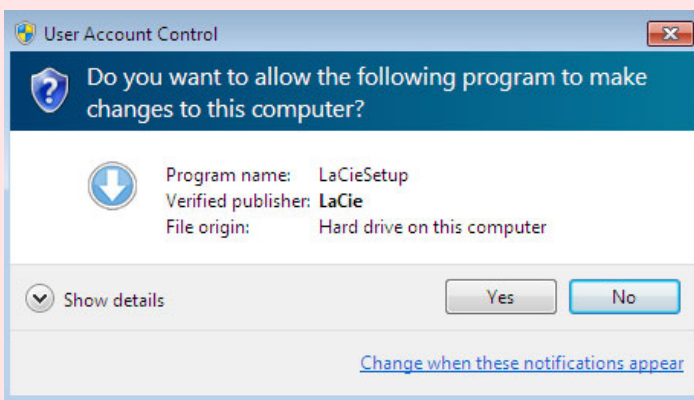 User Account Control
Do you want to allow the following program to make
changes to this computer?
Program name: LaCieSetup
Verified publisher: LaCie
File origin: Hard drive on this computer
Show details
Yes
No
Change when these notifications appear